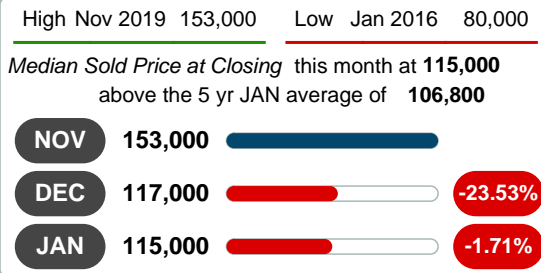 High Nov 2019 153,000 Low Jan 2016 80,000
Median Sold Price at Closing this month at 115,000
above the 5 yr JAN average of 106,800
NOV 153,000
DEC 117,000 -23.53%
JAN 115,000 -1.71%